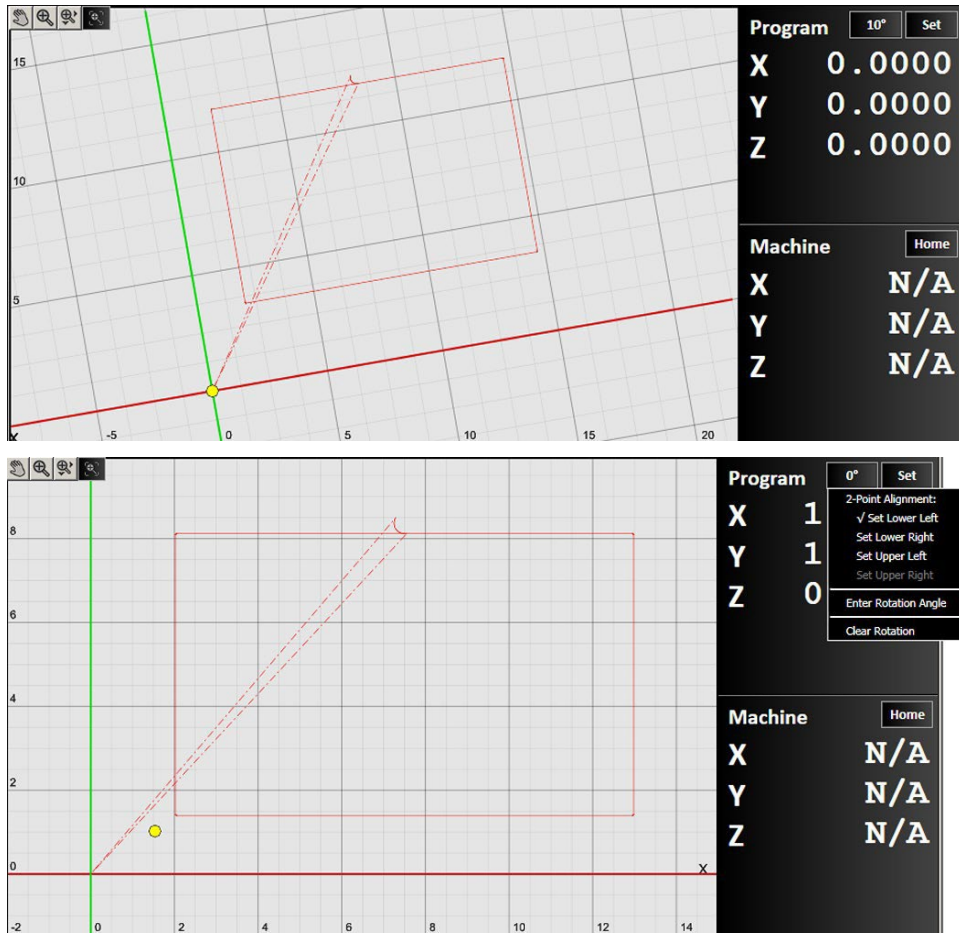 15
10
5
X
-5
0
5
10
15
20
Program 10° Set
X 0.0000
Y 0.0000
Z 0.0000
Machine Home
X N/A
Y N/A
Z N/A
8
6
4
2
0
X
-2
0
2
4
6
8
10
12
14
Program 0° Set
X 1
Y 1
Z 0
2-Point Alignment:
√ Set Lower Left
Set Lower Right
Set Upper Left
Set Upper Right
Enter Rotation Angle
Clear Rotation
Machine Home
X N/A
Y N/A
Z N/A